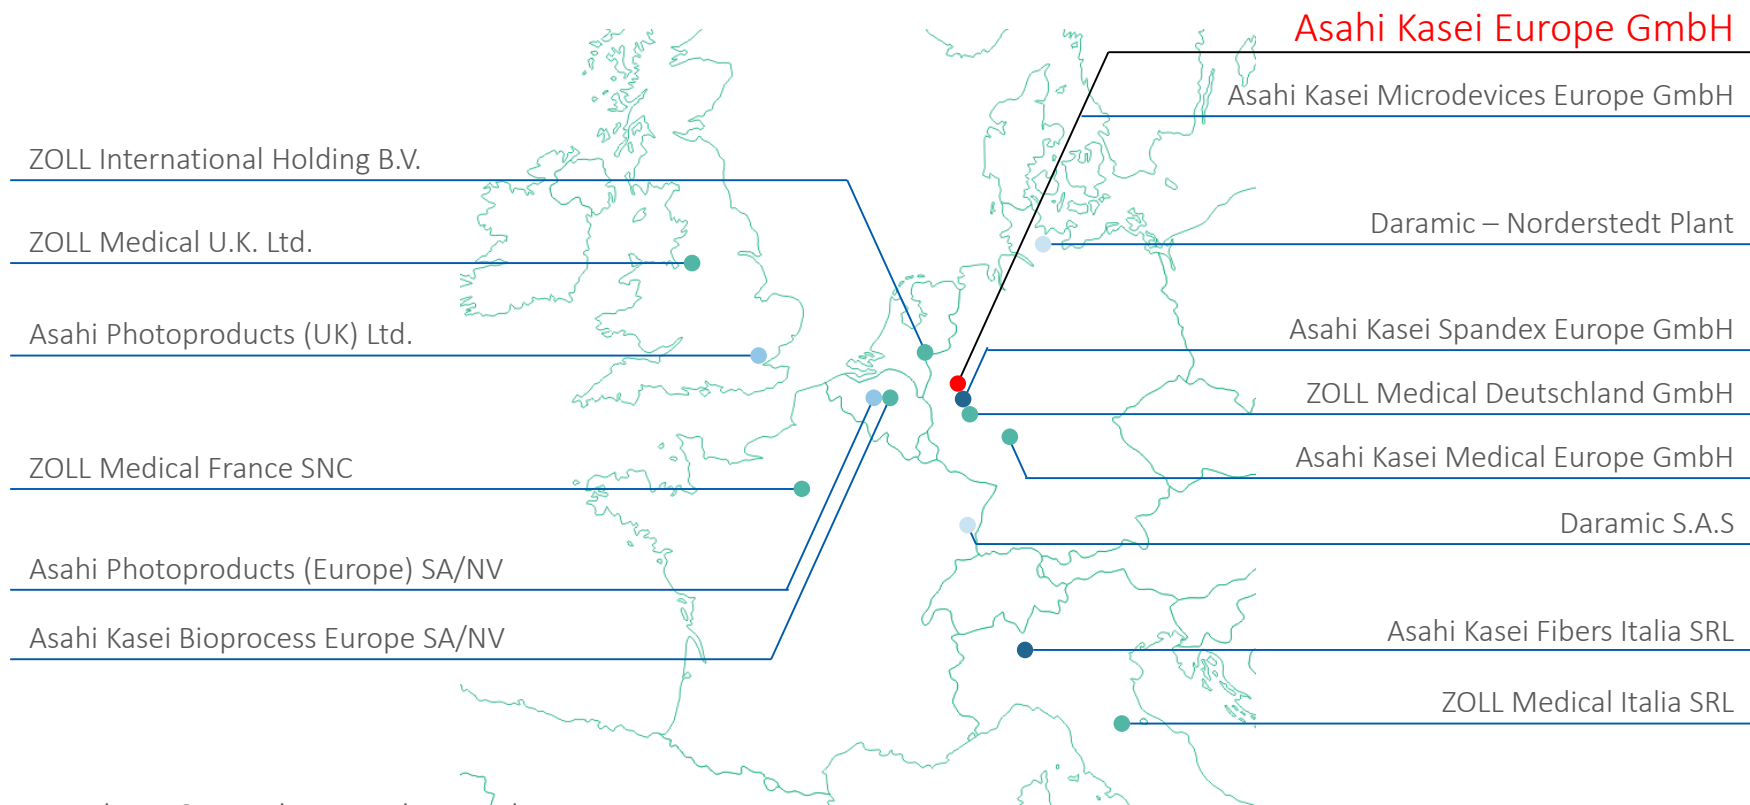 Asahi Kasei Europe GmbH
Asahi Kasei Microdevices Europe GmbH
ZOLL International Holding B.V.
Daramic – Norderstedt Plant
ZOLL Medical U.K. Ltd.
Asahi Photoproducts (UK) Ltd.
Asahi Kasei Spandex Europe GmbH
ZOLL Medical Deutschland GmbH
Asahi Kasei Medical Europe GmbH
ZOLL Medical France SNC
Daramic S.A.S
Asahi Photoproducts (Europe) SA/NV
Asahi Kasei Bioprocess Europe SA/NV
Asahi Kasei Fibers Italia SRL
ZOLL Medical Italia SRL